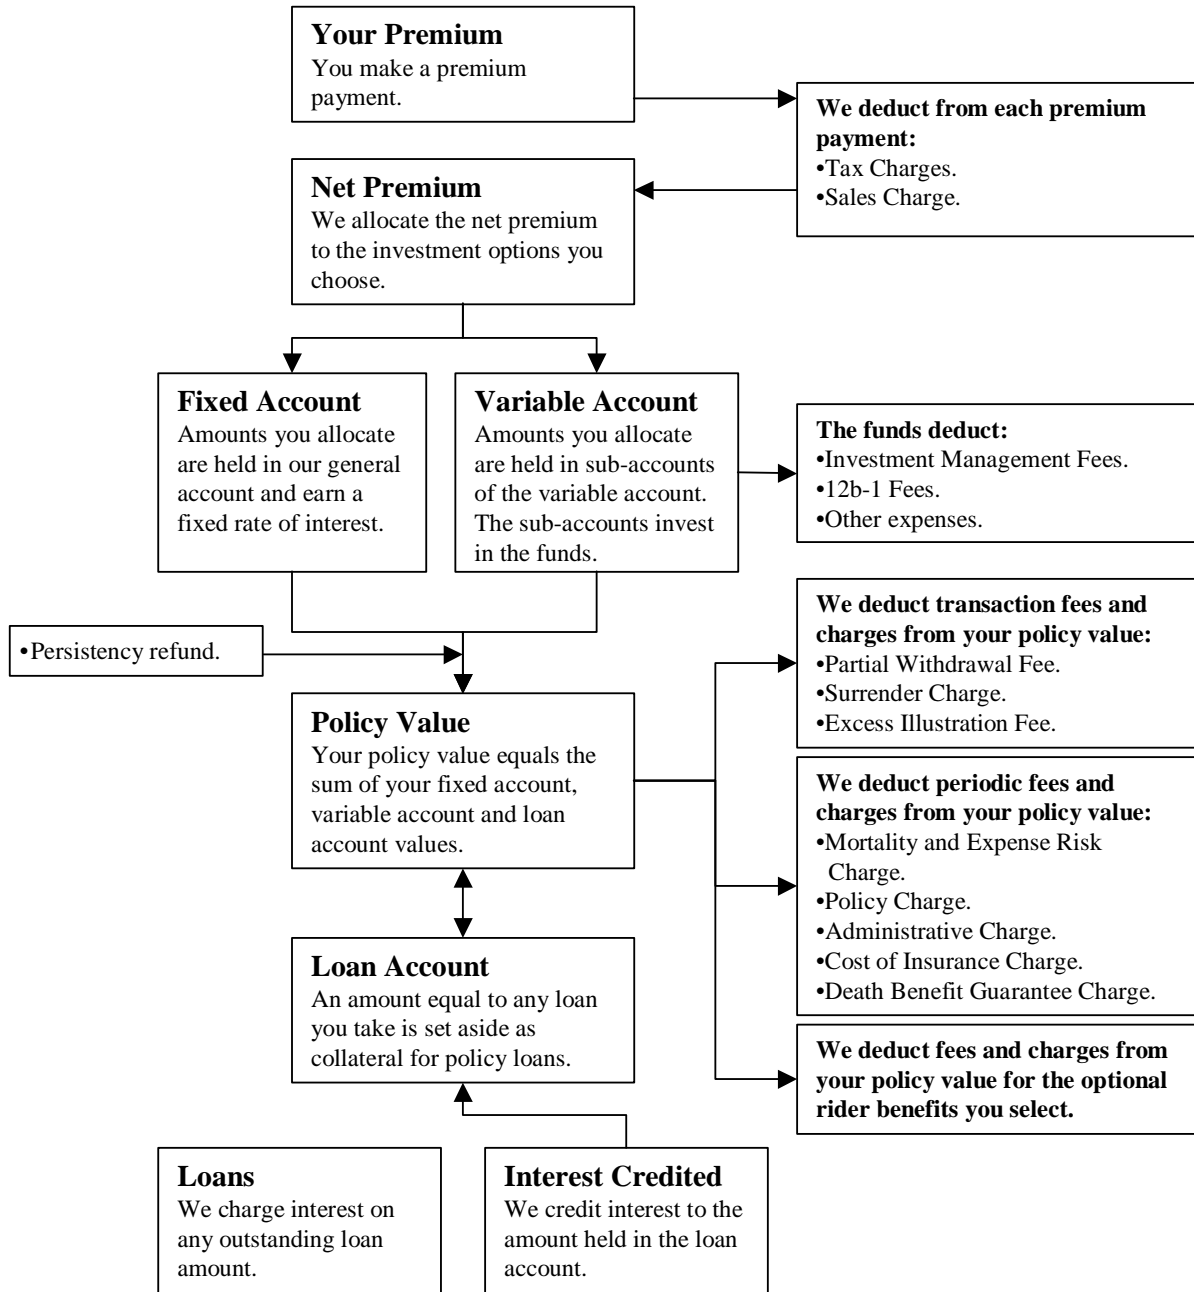 Your Premium
You make a premium
payment.
We deduct from each premium
payment:
•Tax Charges.
•Sales Charge.
Net Premium
We allocate the net premium
to the investment options you
choose.
Fixed Account
Amounts you allocate
are held in our general
account and earn a
fixed rate of interest.
Variable Account
Amounts you allocate
are held in sub-accounts
of the variable account.
The sub-accounts invest
in the funds.
The funds deduct:
•Investment Management Fees.
•12b-1 Fees.
•Other expenses.
•Persistency refund.
We deduct transaction fees and
charges from your policy value:
•Partial Withdrawal Fee.
•Surrender Charge.
•Excess Illustration Fee.
Policy Value
Your policy value equals the
sum of your fixed account,
variable account and loan
account values.
We deduct periodic fees and
charges from your policy value:
•Mortality and Expense Risk
Charge.
•Policy Charge.
•Administrative Charge.
•Cost of Insurance Charge.
•Death Benefit Guarantee Charge.
Loan Account
An amount equal to any loan
you take is set aside as
collateral for policy loans.
We deduct fees and charges from
your policy value for the optional
rider benefits you select.
Loans
We charge interest on
any outstanding loan
amount.
Interest Credited
We credit interest to the
amount held in the loan
account.